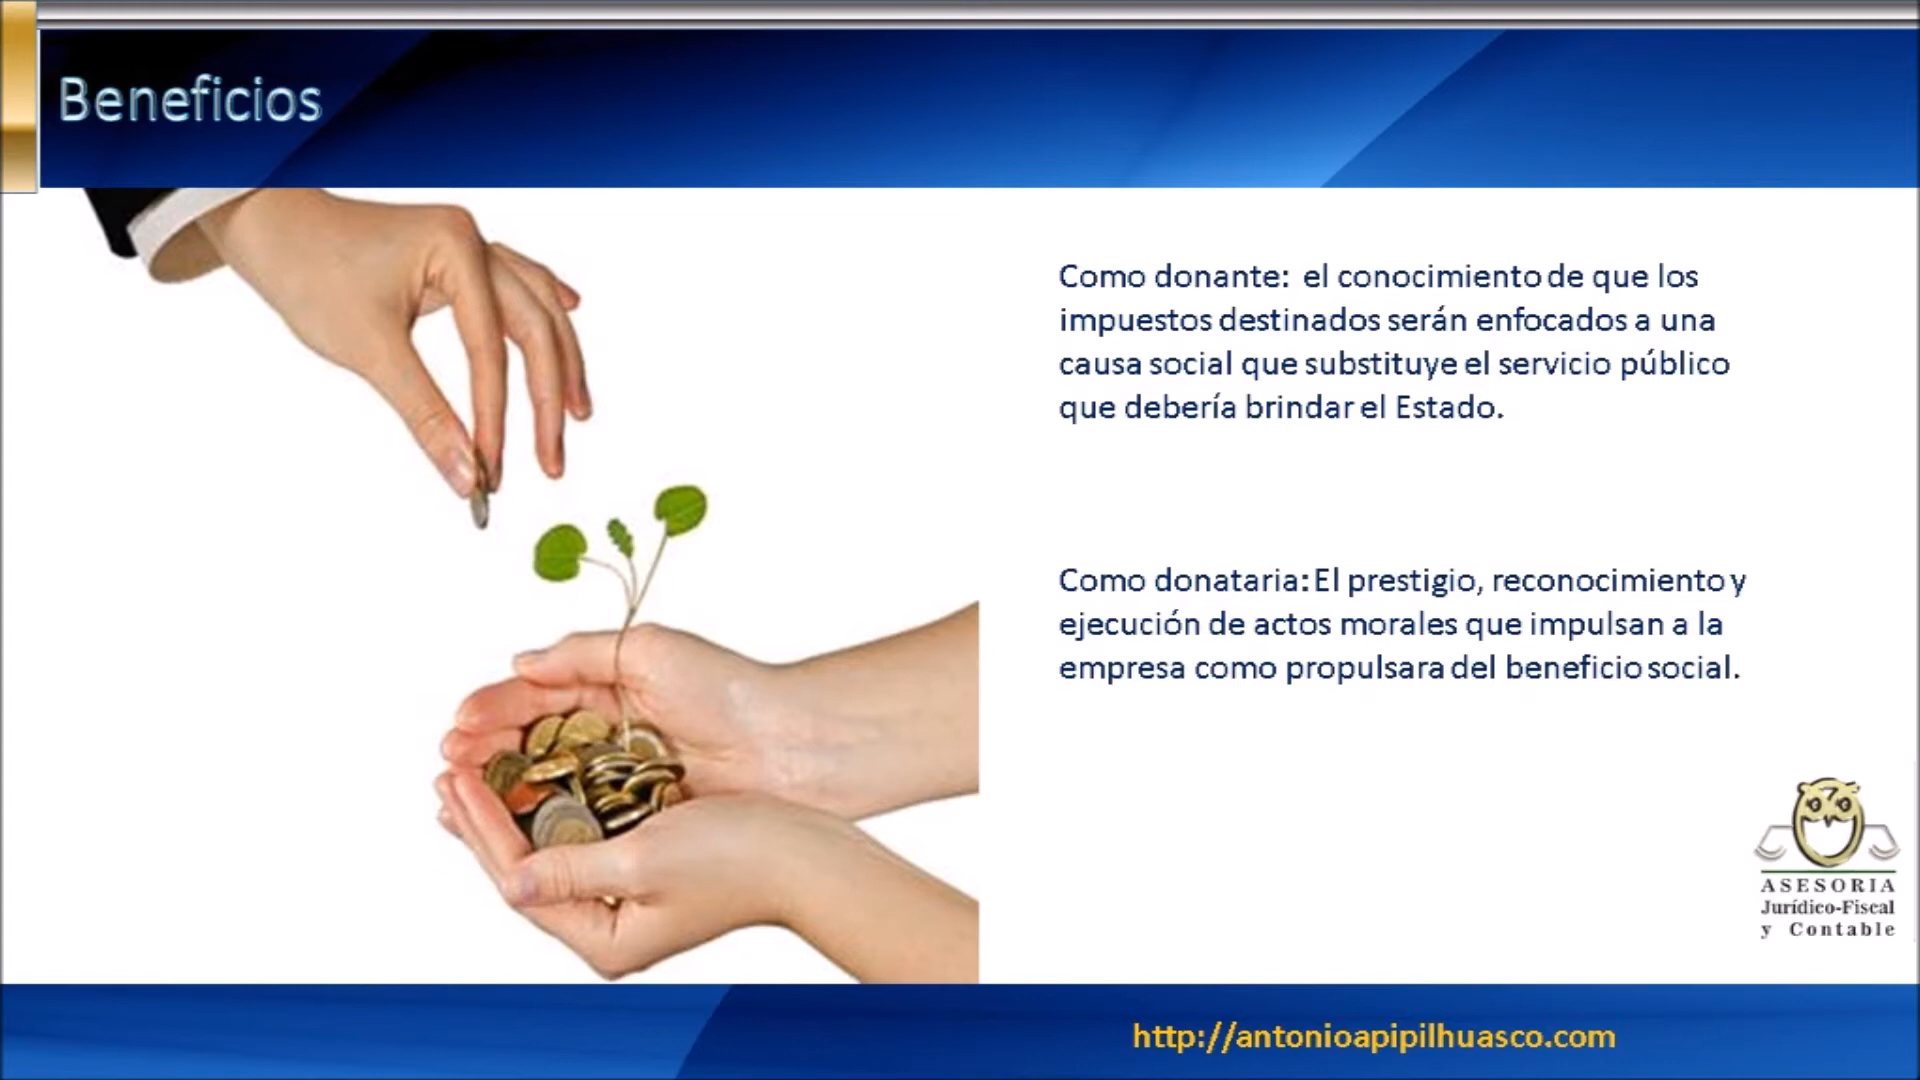 Beneficios
Como donante: el conocimiento de que los
impuestos destinados serán enfocados a una
causa social que substituye el servicio público
que debería brindar el Estado.
Como donataria: El prestigio, reconocimiento y
ejecución de actos morales que impulsan a la
empresa como propulsara del beneficio social.
ASESORIA
Jurídico-Fiscal
y Contable
http://antonioapipilhuasco.com